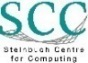 SCC
Steinbuch Centre
for Computing